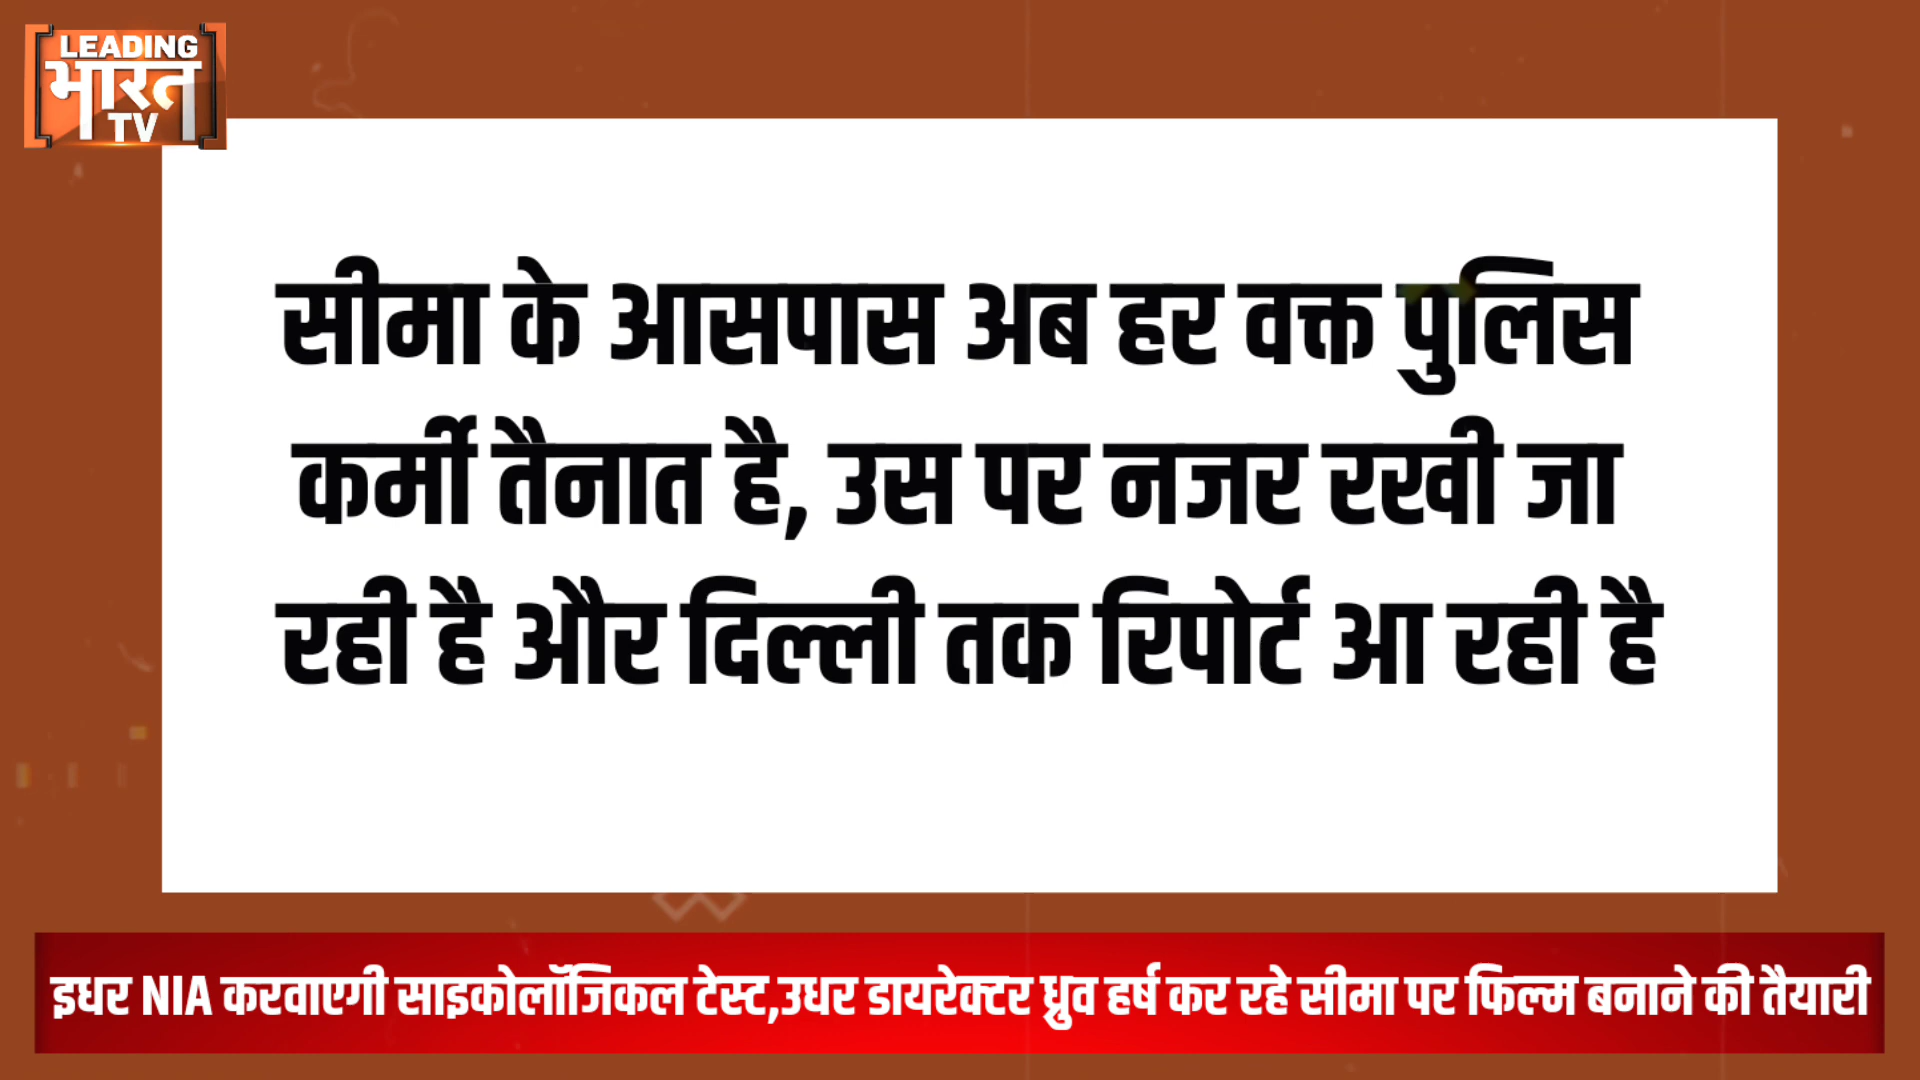 LEADING
भारत
TV
सीमा के आसपास अब हर वक्त पुलिस
कर्मी तैनात है, उस पर नजर रखी जा
रही है और दिल्ली तक रिपोर्ट आ रही है
इधर NIA करवाएगी साइकोलॉजिकल टेस्ट,उधर डायरेक्टर ध्रुव हर्ष कर रहे सीमा पर फिल्म बनाने की तैयारी